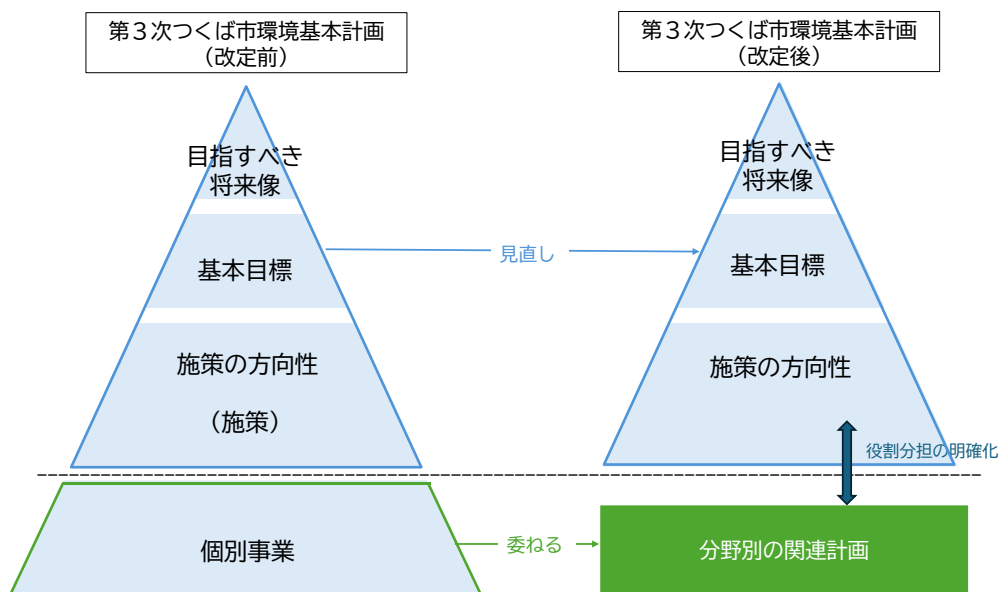 第３次つくば市環境基本計画
（改定前）
目指すべき
将来像
基本目標
施策の方向性
（施策）
個別事業
見直し
委ねる
第３次つくば市環境基本計画
（改定後）
目指すべき
将来像
基本目標
施策の方向性
役割分担の明確化
分野別の関連計画